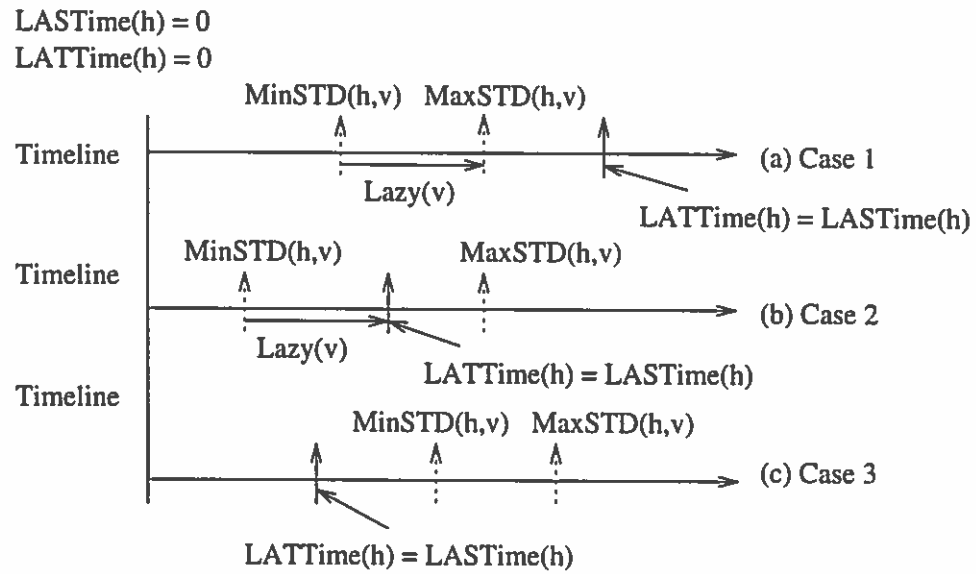 LASTime(h) = 0
LATTime(h) = 0
MinSTD(h,v) MaxSTD(h,v)
Timeline
(a) Case 1
Lazy(v)
LATTime(h) = LASTime(h)
MinSTD(h,v) MaxSTD(h,v)
Timeline
(b) Case 2
Lazy(v)
LATTime(h) = LASTime(h)
Timeline
MinSTD(h,v) MaxSTD(h,v)
(c) Case 3
LATTime(h) = LASTime(h)